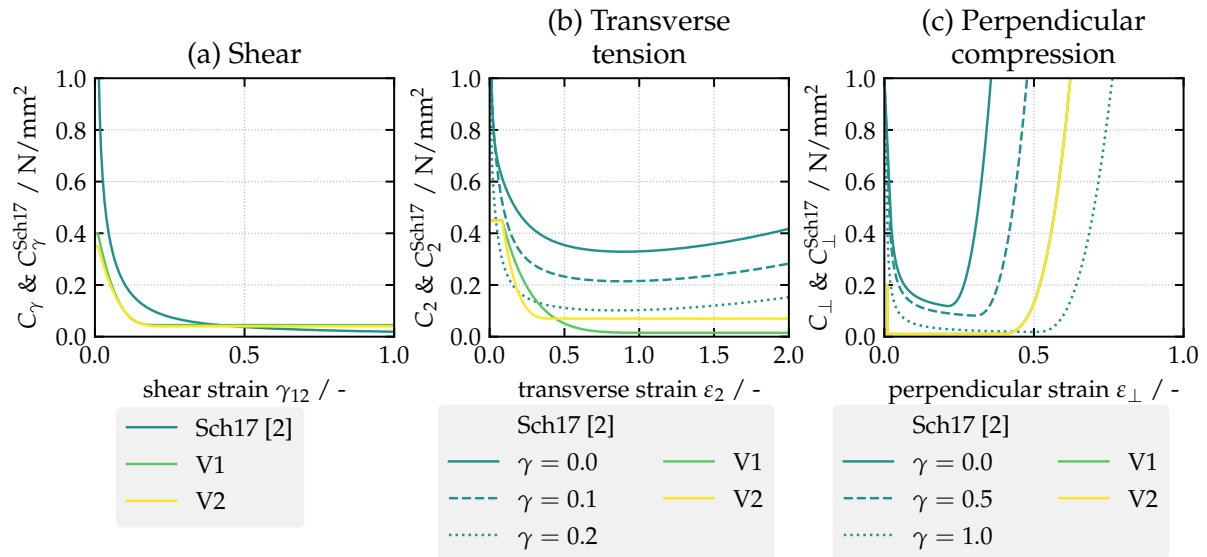 (a) Shear
1.0
0.8
0.6
0.4
0.2
0.0
C_γ & C_γ^Sch17 / N/mm²
0.0
0.5
1.0
shear strain γ₁₂ / -
Sch17 [2]
V1
V2
(b) Transverse
tension
1.0
0.8
0.6
0.4
0.2
0.0
C₂ & C₂^Sch17 / N/mm²
0.0
0.5
1.0
1.5
2.0
transverse strain ε₂ / -
Sch17 [2]
γ = 0.0
γ = 0.1
γ = 0.2
V1
V2
(c) Perpendicular
compression
1.0
0.8
0.6
0.4
0.2
0.0
C_⊥ & C_⊥^Sch17 / N/mm²
0.0
0.5
1.0
perpendicular strain ε_⊥ / -
Sch17 [2]
γ = 0.0
γ = 0.5
γ = 1.0
V1
V2